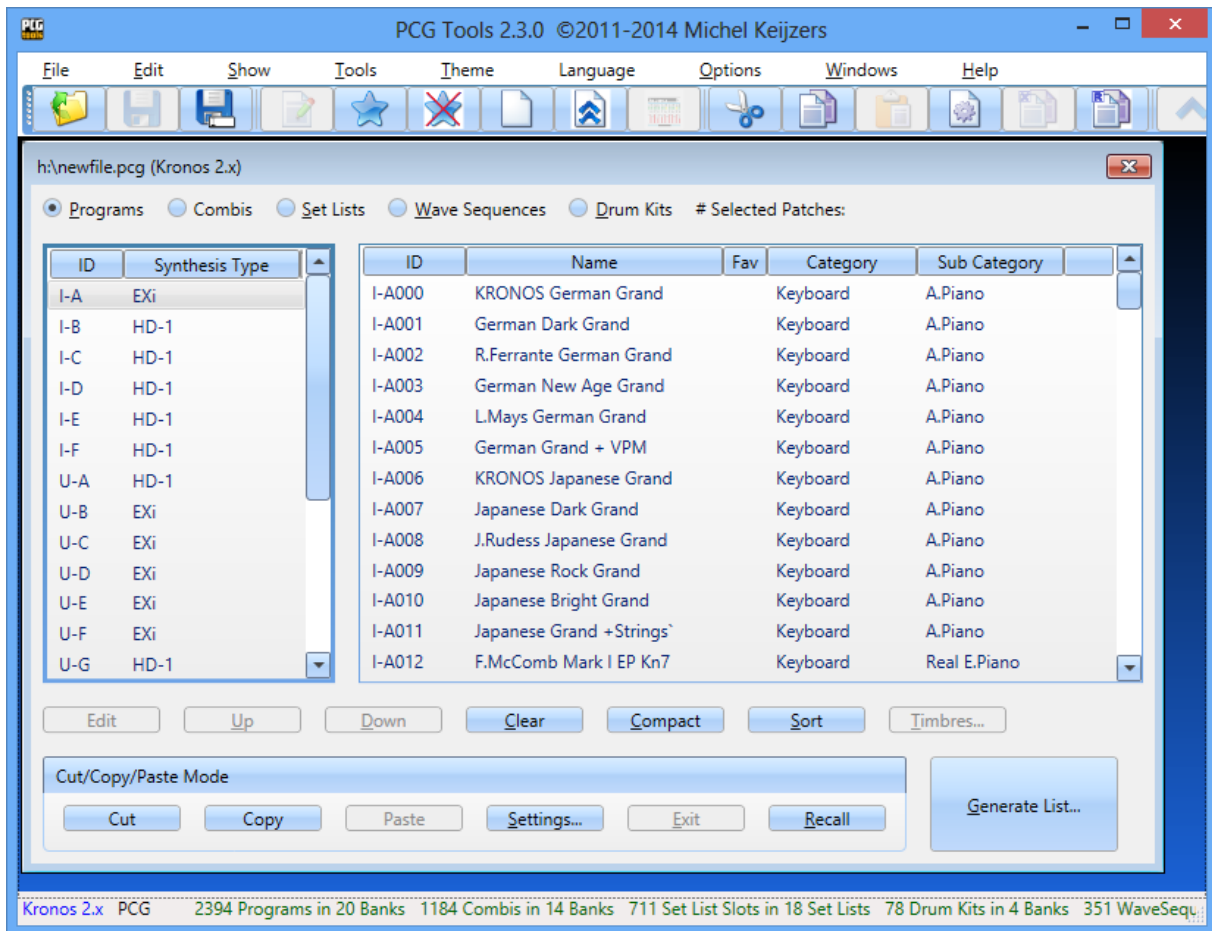 PCG Tools
PCG Tools 2.3.0 ©2011-2014 Michel Keijzers
File Edit Show Tools Theme Language Options Windows Help
h:\newfile.pcg (Kronos 2.x)
Programs Combis Set Lists Wave Sequences Drum Kits # Selected Patches:
ID Synthesis Type
I-A EXi
I-B HD-1
I-C HD-1
I-D HD-1
I-E HD-1
I-F HD-1
U-A HD-1
U-B EXi
U-C EXi
U-D EXi
U-E EXi
U-F EXi
U-G HD-1
ID Name Fav Category Sub Category
I-A000 KRONOS German Grand Keyboard A.Piano
I-A001 German Dark Grand Keyboard A.Piano
I-A002 R.Ferrante German Grand Keyboard A.Piano
I-A003 German New Age Grand Keyboard A.Piano
I-A004 L.Mays German Grand Keyboard A.Piano
I-A005 German Grand + VPM Keyboard A.Piano
I-A006 KRONOS Japanese Grand Keyboard A.Piano
I-A007 Japanese Dark Grand Keyboard A.Piano
I-A008 J.Rudess Japanese Grand Keyboard A.Piano
I-A009 Japanese Rock Grand Keyboard A.Piano
I-A010 Japanese Bright Grand Keyboard A.Piano
I-A011 Japanese Grand +Strings` Keyboard A.Piano
I-A012 F.McComb Mark I EP Kn7 Keyboard Real E.Piano
Edit Up Down Clear Compact Sort Timbres...
Cut/Copy/Paste Mode
Cut Copy Paste Settings... Exit Recall
Generate List...
Kronos 2.x PCG 2394 Programs in 20 Banks 1184 Combis in 14 Banks 711 Set List Slots in 18 Set Lists 78 Drum Kits in 4 Banks 351 WaveSequ